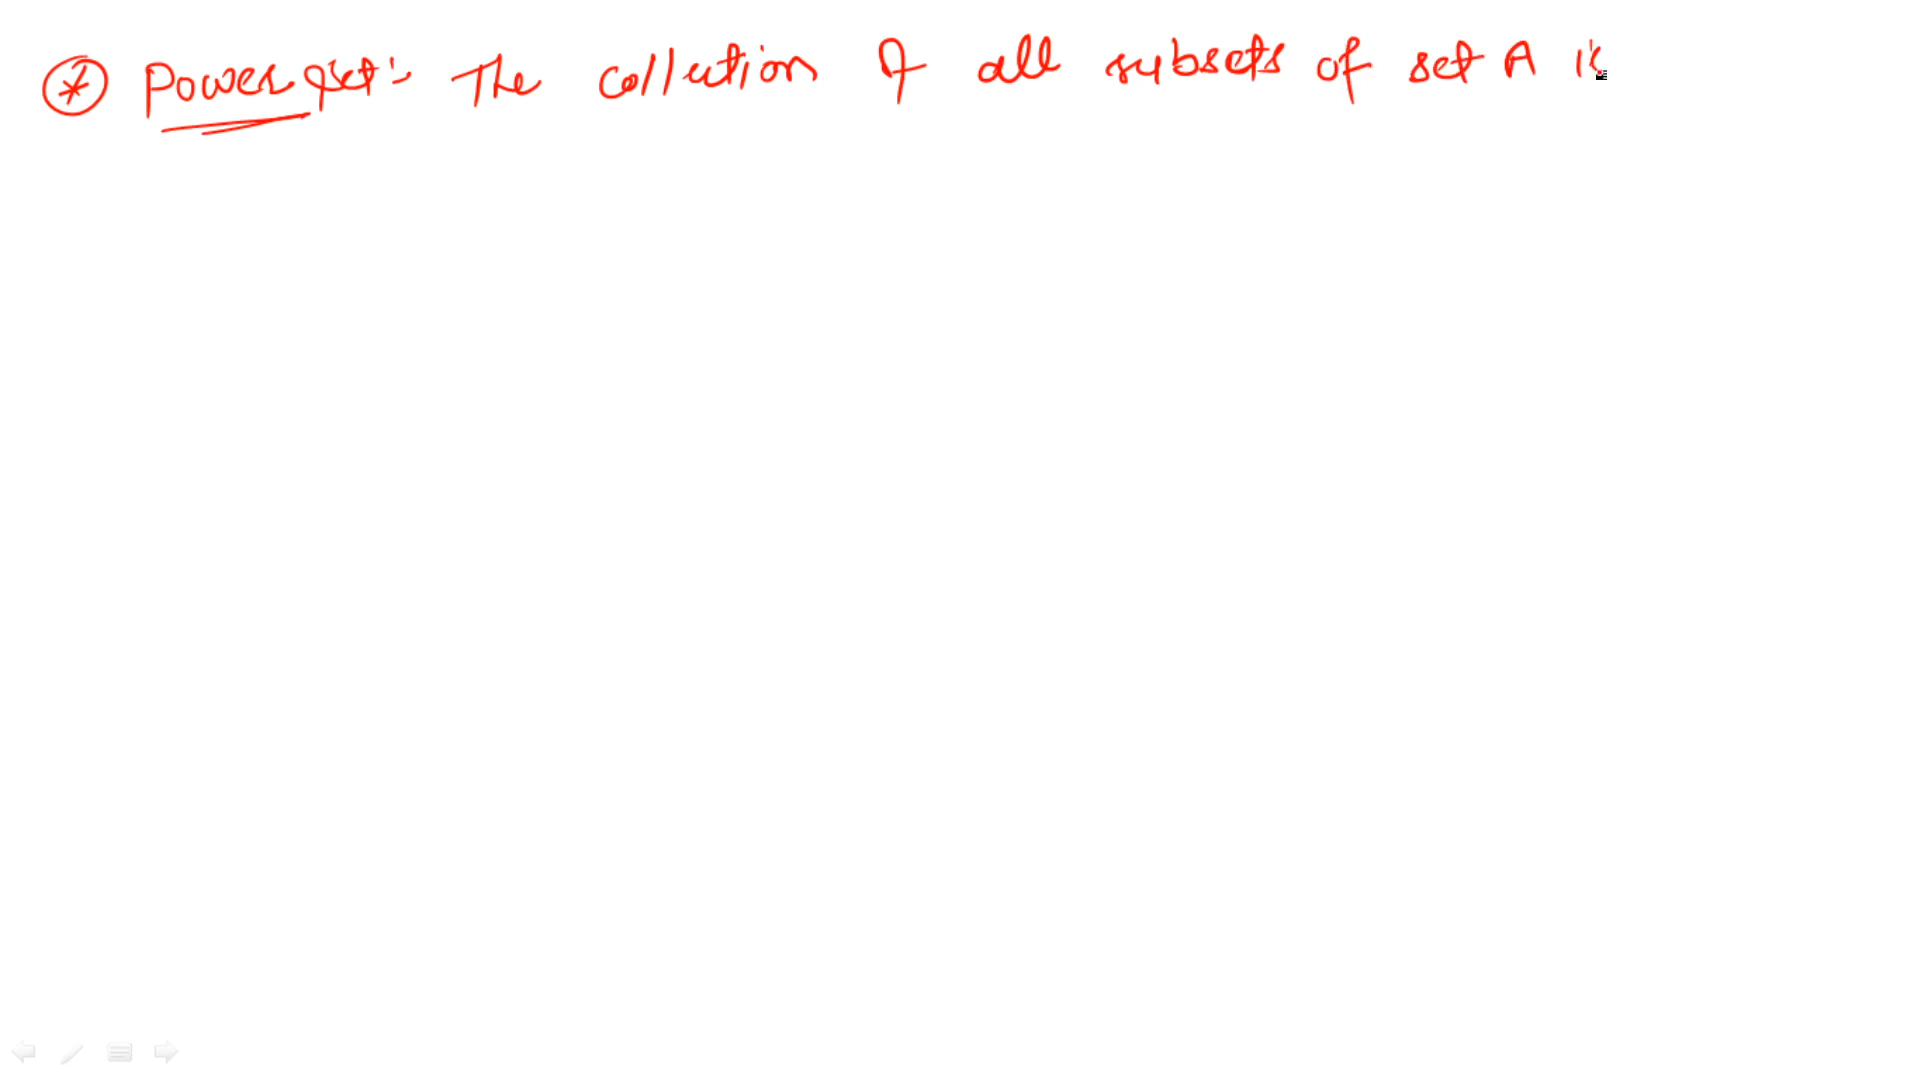 * Power set:- The collection of all subsets of set A is